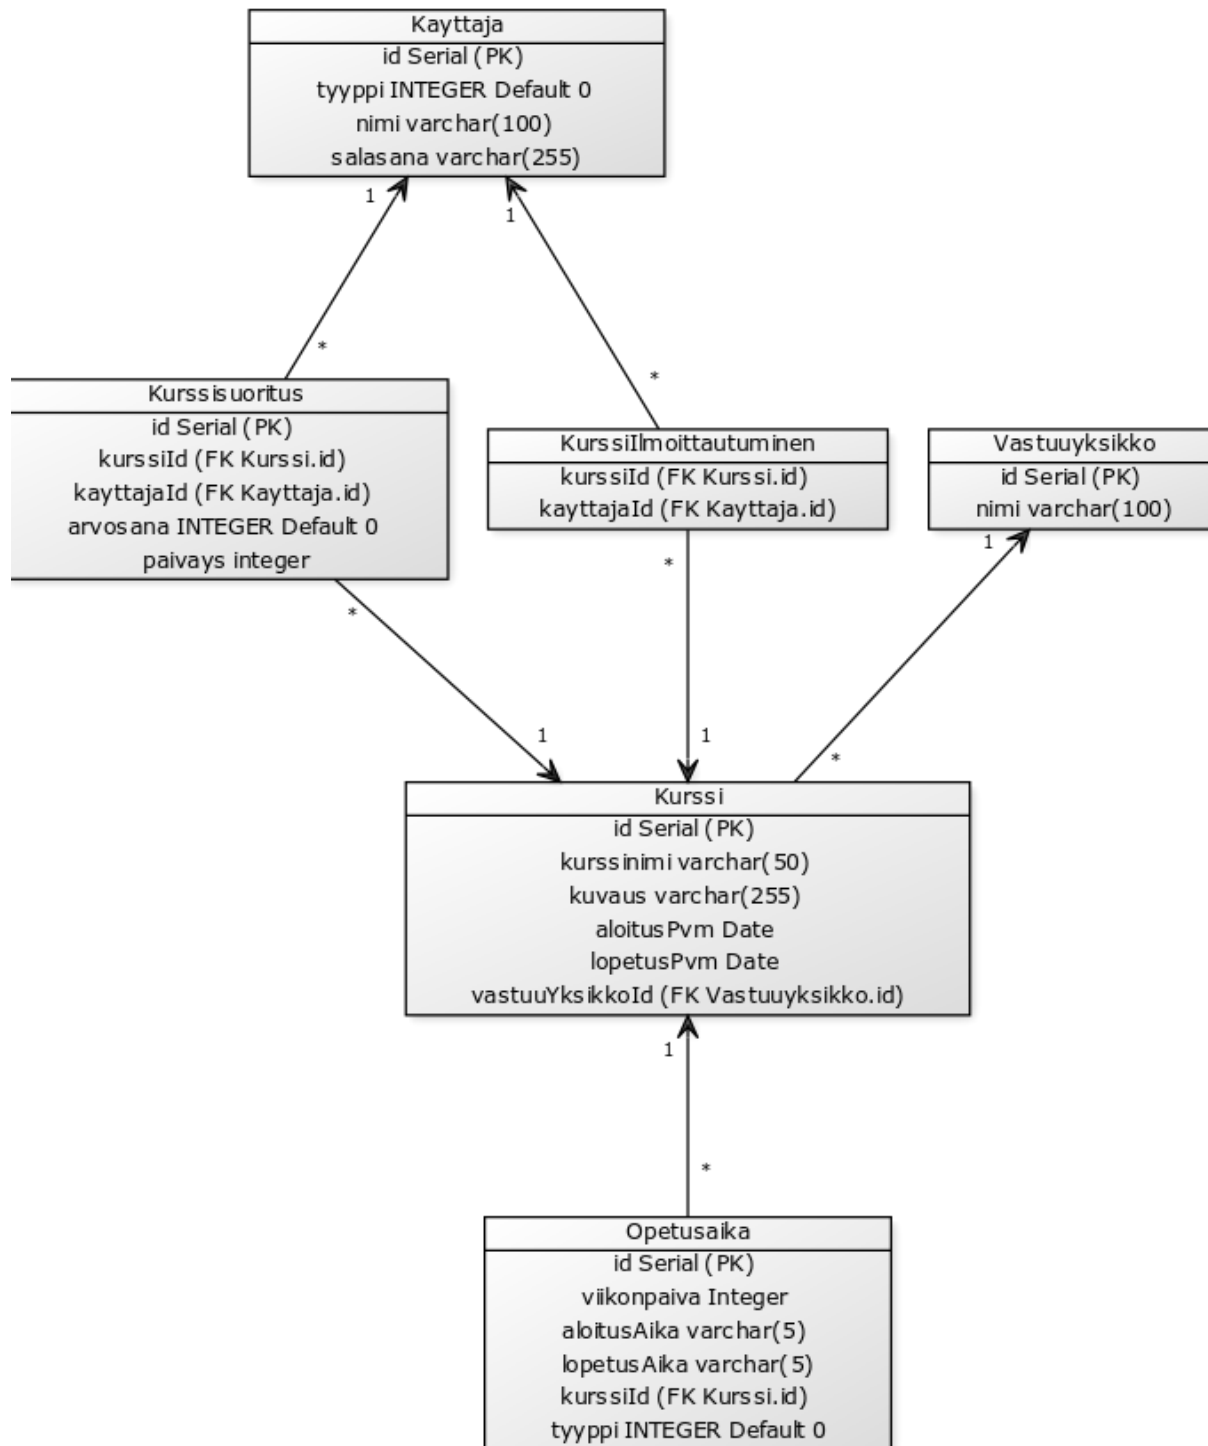 Kayttaja
id Serial (PK)
tyyppi INTEGER Default 0
nimi varchar(100)
salasana varchar(255)
1
1
*
*
Kurssisuoritus
id Serial (PK)
kurssiId (FK Kurssi.id)
kayttajaId (FK Kayttaja.id)
arvosana INTEGER Default 0
paivays integer
KurssiIlmoittautuminen
kurssiId (FK Kurssi.id)
kayttajaId (FK Kayttaja.id)
Vastuuyksikko
id Serial (PK)
nimi varchar(100)
*
*
1
1
1
*
Kurssi
id Serial (PK)
kurssinimi varchar(50)
kuvaus varchar(255)
aloitusPvm Date
lopetusPvm Date
vastuuYksikkoId (FK Vastuuyksikko.id)
1
*
Opetusaika
id Serial (PK)
viikonpaiva Integer
aloitusAika varchar(5)
lopetusAika varchar(5)
kurssiId (FK Kurssi.id)
tyyppi INTEGER Default 0